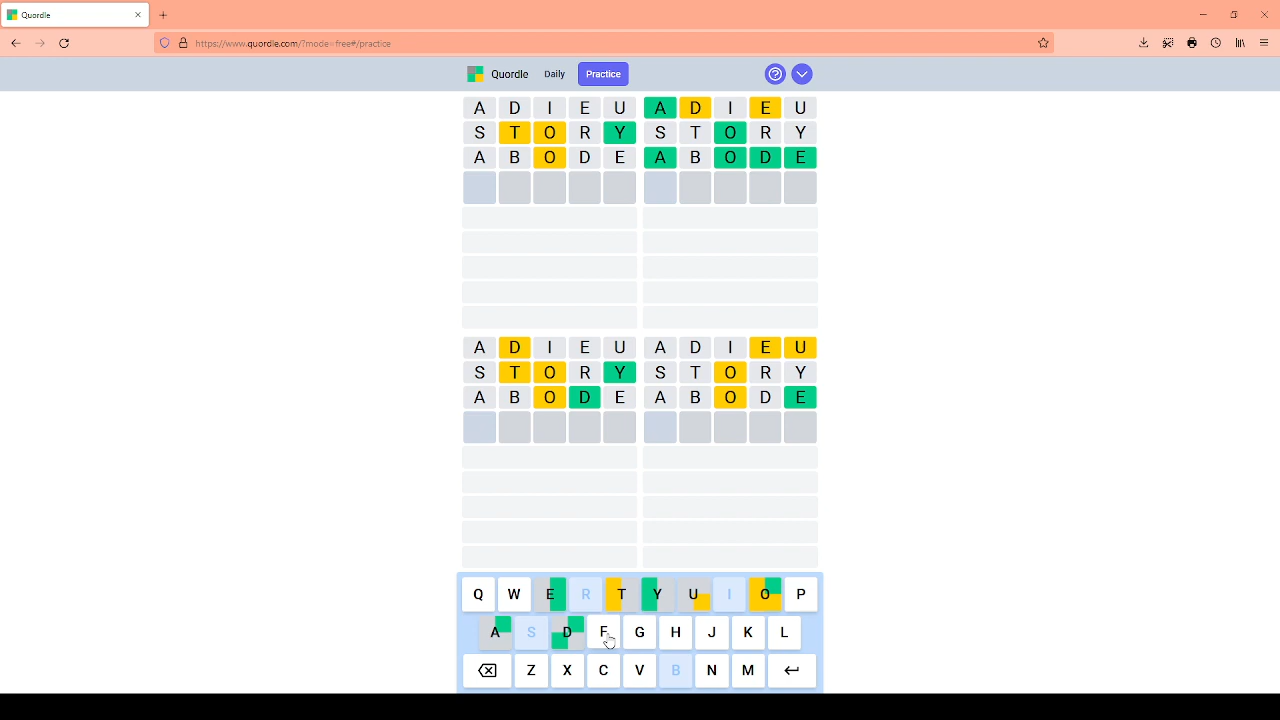 Quordle
https://www.quordle.com/?mode=free#/practice
Quordle Daily Practice
A D I E U A D I E U
S T O R Y S T O R Y
A B O D E A B O D E
A D I E U A D I E U
S T O R Y S T O R Y
A B O D E A B O D E
Q W E R T Y U I O P
A S D F G H J K L
Z X C V B N M